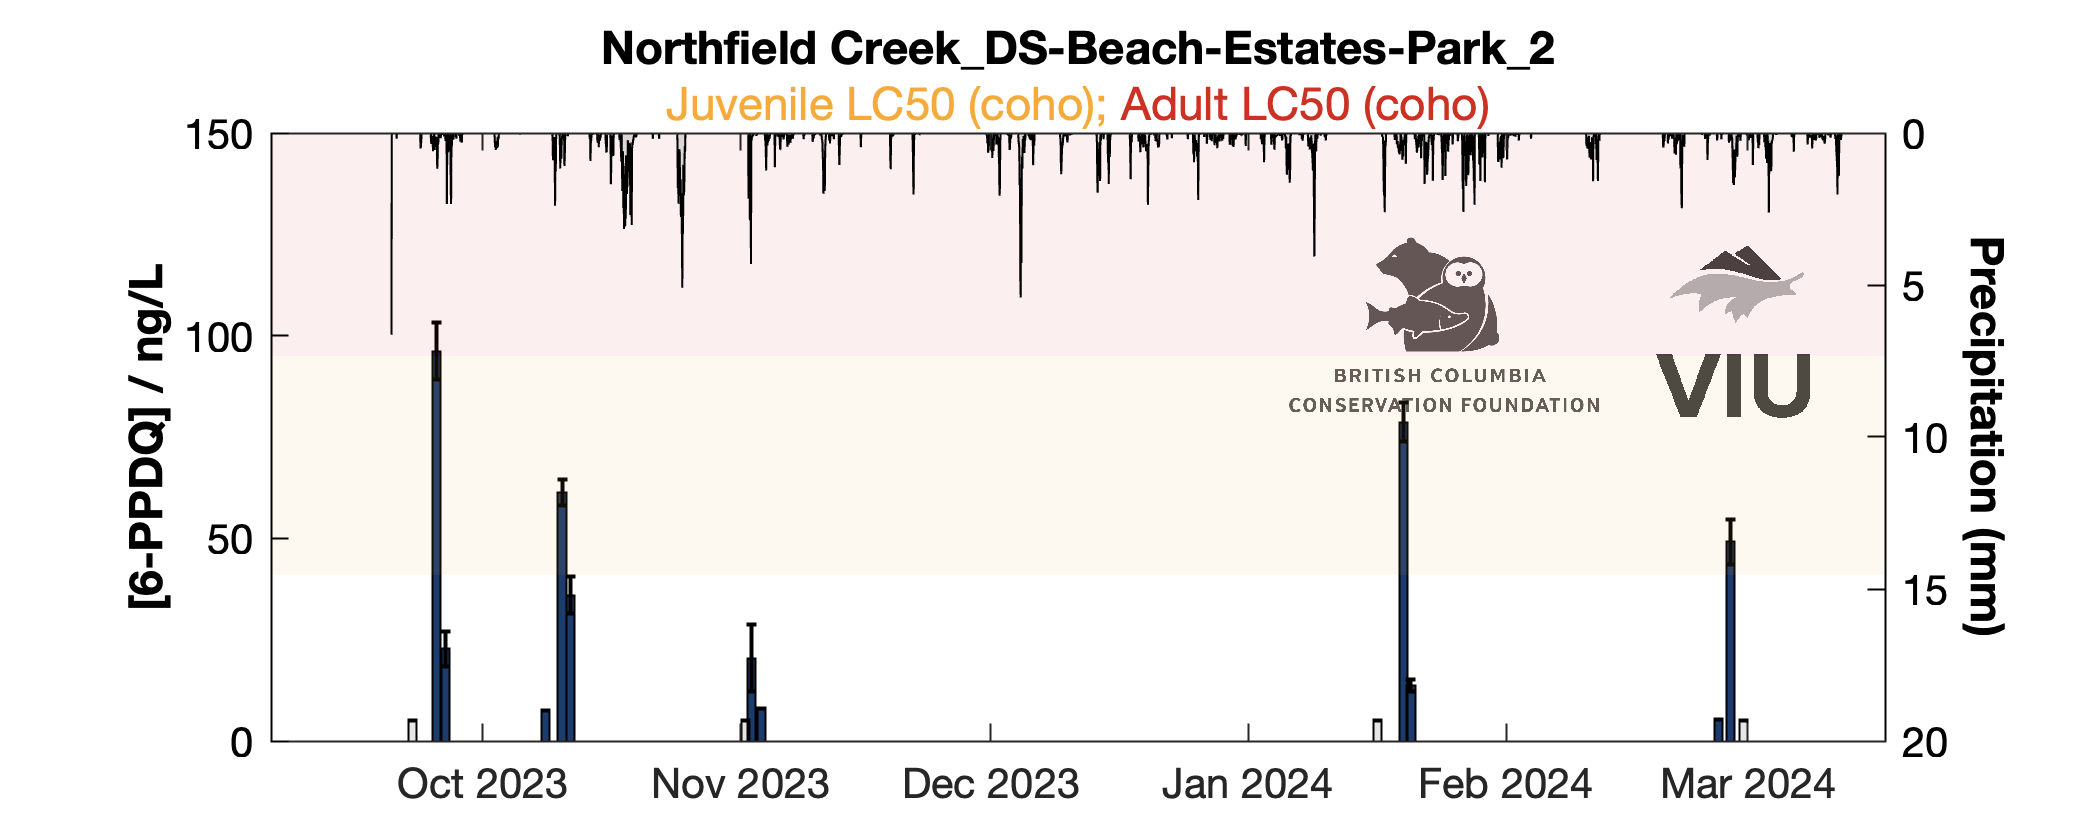 Northfield Creek_DS-Beach-Estates-Park_2
Juvenile LC50 (coho); Adult LC50 (coho)
[6-PPDQ] / ng/L
150
100
50
0
Oct 2023
Nov 2023
Dec 2023
Jan 2024
Feb 2024
Mar 2024
0
5
10
15
20
Precipitation (mm)
BRITISH COLUMBIA
CONSERVATION FOUNDATION
VIU